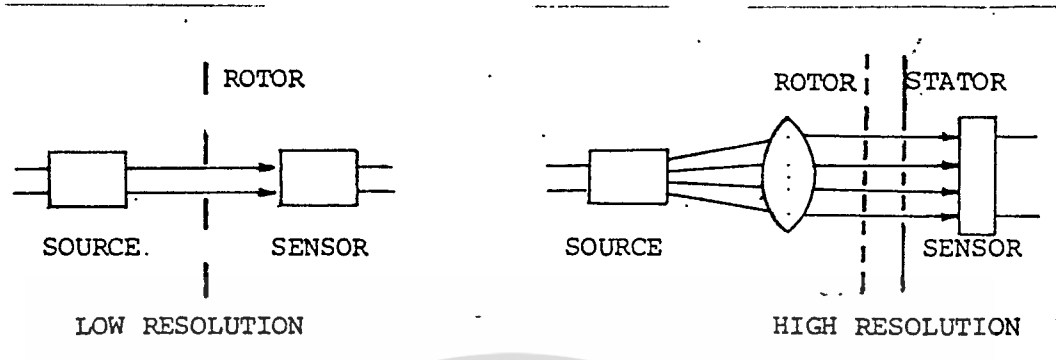 ROTOR
SOURCE.
SENSOR
LOW RESOLUTION
ROTOR
STATOR
SOURCE
SENSOR
HIGH RESOLUTION